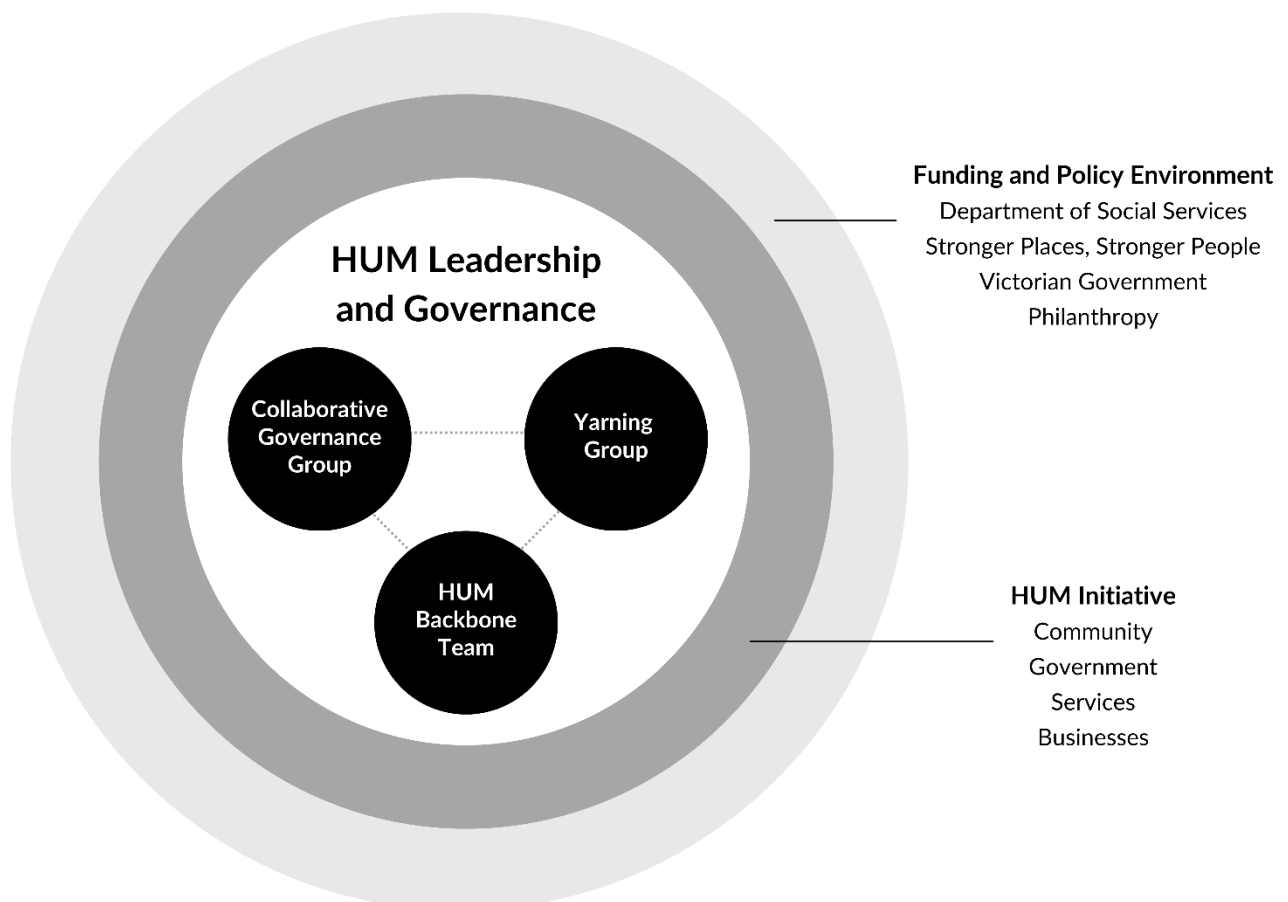 HUM Leadership
and Governance
Collaborative
Governance
Group
Yarning
Group
HUM
Backbone
Team
Funding and Policy Environment
Department of Social Services
Stronger Places, Stronger People
Victorian Government
Philanthropy
HUM Initiative
Community
Government
Services
Businesses